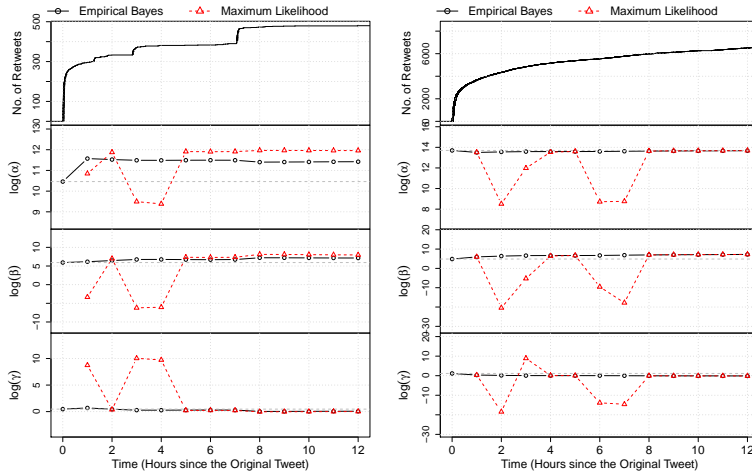 Empirical Bayes Maximum Likelihood
No. of Retweets
30 100 300 500
log(α)
9 10 11 12 13
log(β)
-10 0 5 10
log(γ)
0 5 10
0 2 4 6 8 10 12
Time (Hours since the Original Tweet)
Empirical Bayes Maximum Likelihood
No. of Retweets
2000 6000
log(α)
8 10 12 14 16
log(β)
-30 -10 0 10 20
log(γ)
-30 -10 0 10 20
0 2 4 6 8 10 12
Time (Hours since the Original Tweet)